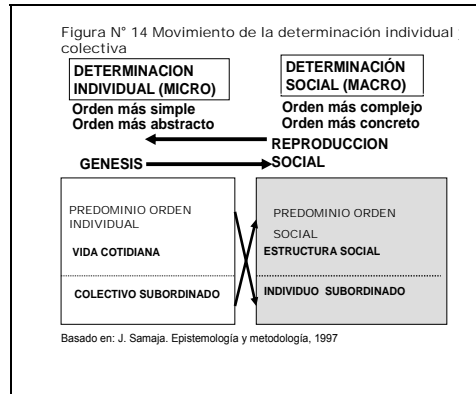 Figura N° 14 Movimiento de la determinación individual
colectiva
DETERMINACION
INDIVIDUAL (MICRO)
Orden más simple
Orden más abstracto
DETERMINACIÓN
SOCIAL (MACRO)
Orden más complejo
Orden más concreto
REPRODUCCION
SOCIAL
GENESIS
PREDOMINIO ORDEN
INDIVIDUAL
VIDA COTIDIANA
COLECTIVO SUBORDINADO
PREDOMINIO ORDEN
SOCIAL
ESTRUCTURA SOCIAL
INDIVIDUO SUBORDINADO
Basado en: J. Samaja. Epistemología y metodología, 1997